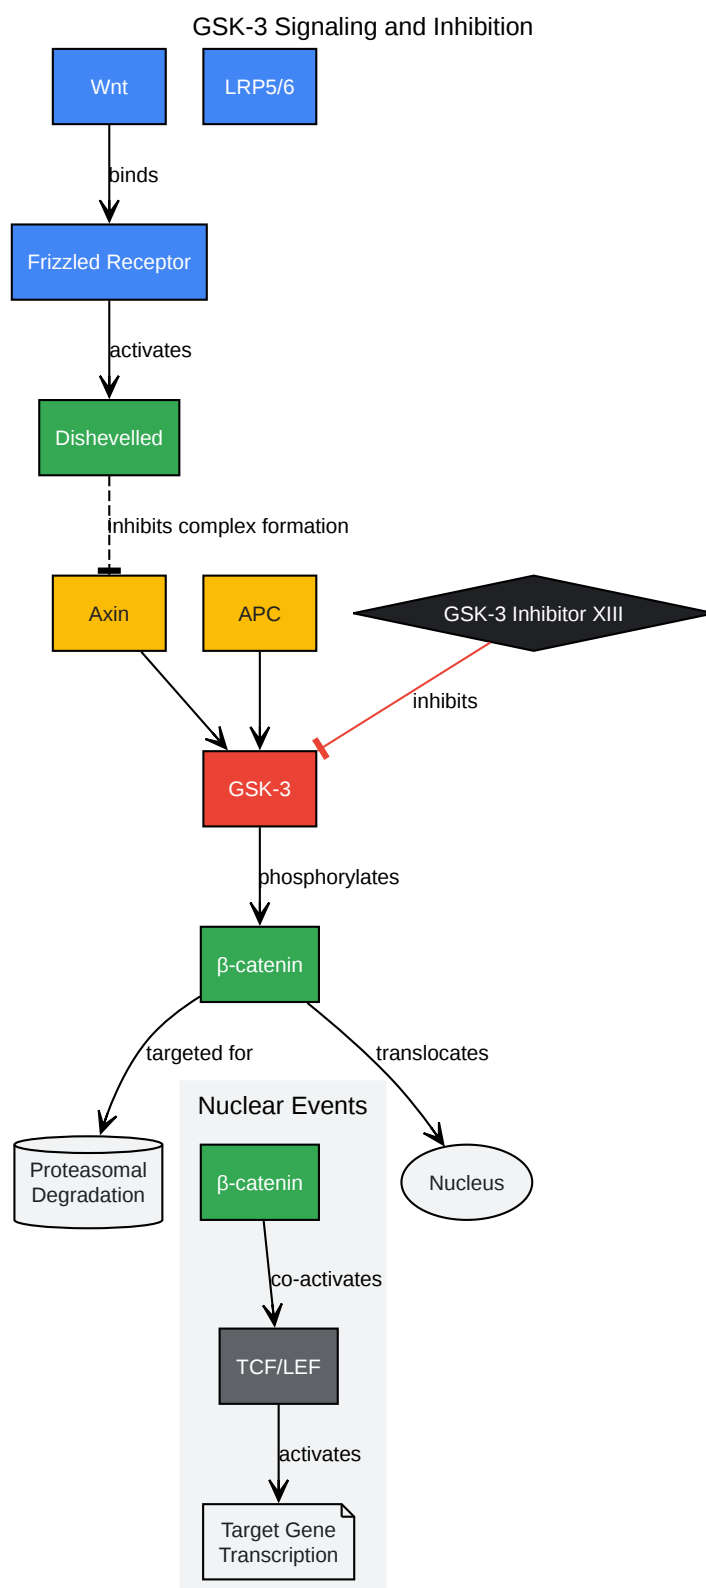 GSK-3 Signaling and Inhibition
Wnt
LRP5/6
binds
Frizzled Receptor
activates
Dishevelled
inhibits complex formation
Axin
APC
GSK-3 Inhibitor XIII
inhibits
GSK-3
phosphorylates
β-catenin
targeted for
translocates
Nuclear Events
Proteasomal
Degradation
β-catenin
Nucleus
co-activates
TCF/LEF
activates
Target Gene
Transcription